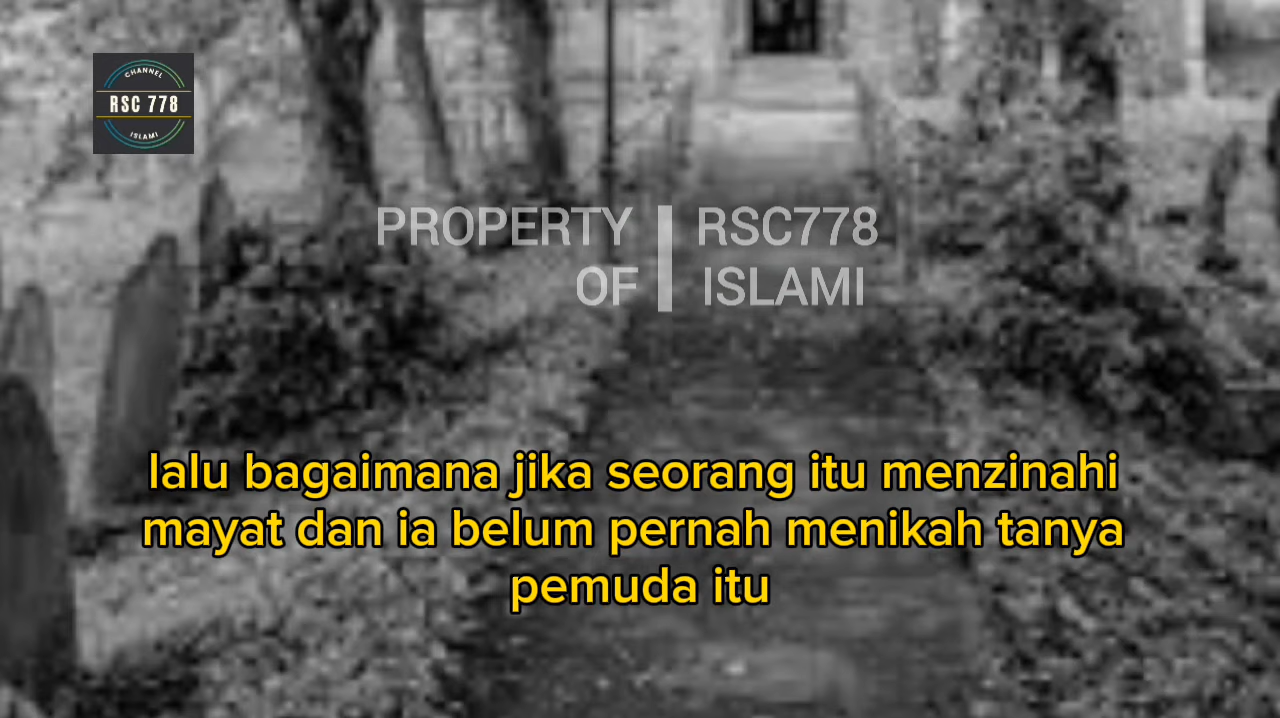 CHANNEL
RSC 778
ISLAMI
PROPERTY OF
RSC778 ISLAMI
lalu bagaimana jika seorang itu menzinahi
mayat dan ia belum pernah menikah tanya
pemuda itu